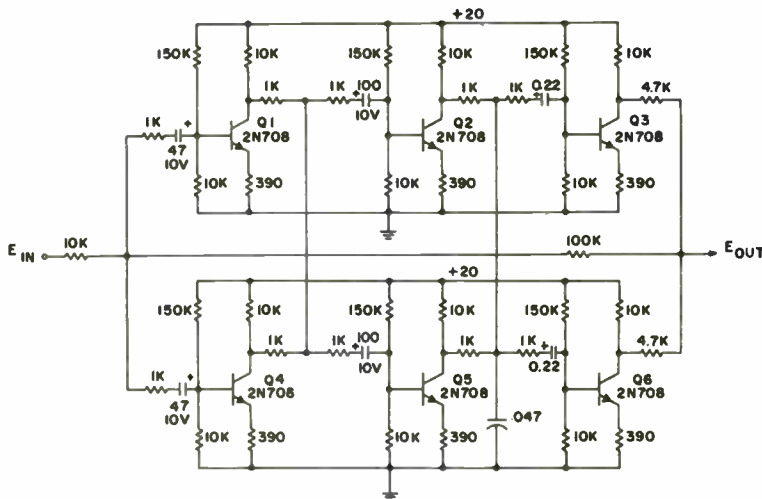 +20
150K 10K 150K 10K 150K 10K
1K 1K 100 10V 1K 1K 0.22 4.7K
1K 47 10V Q1 2N708 Q2 2N708 Q3 2N708
10K 390 10K 390 10K 390
E IN 10K 100K E OUT
+20
150K 10K 150K 10K 150K 10K
1K 1K 100 10V 1K 1K 0.22 4.7K
1K 47 10V Q4 2N708 Q5 2N708 Q6 2N708
10K 390 10K 390 .047 10K 390